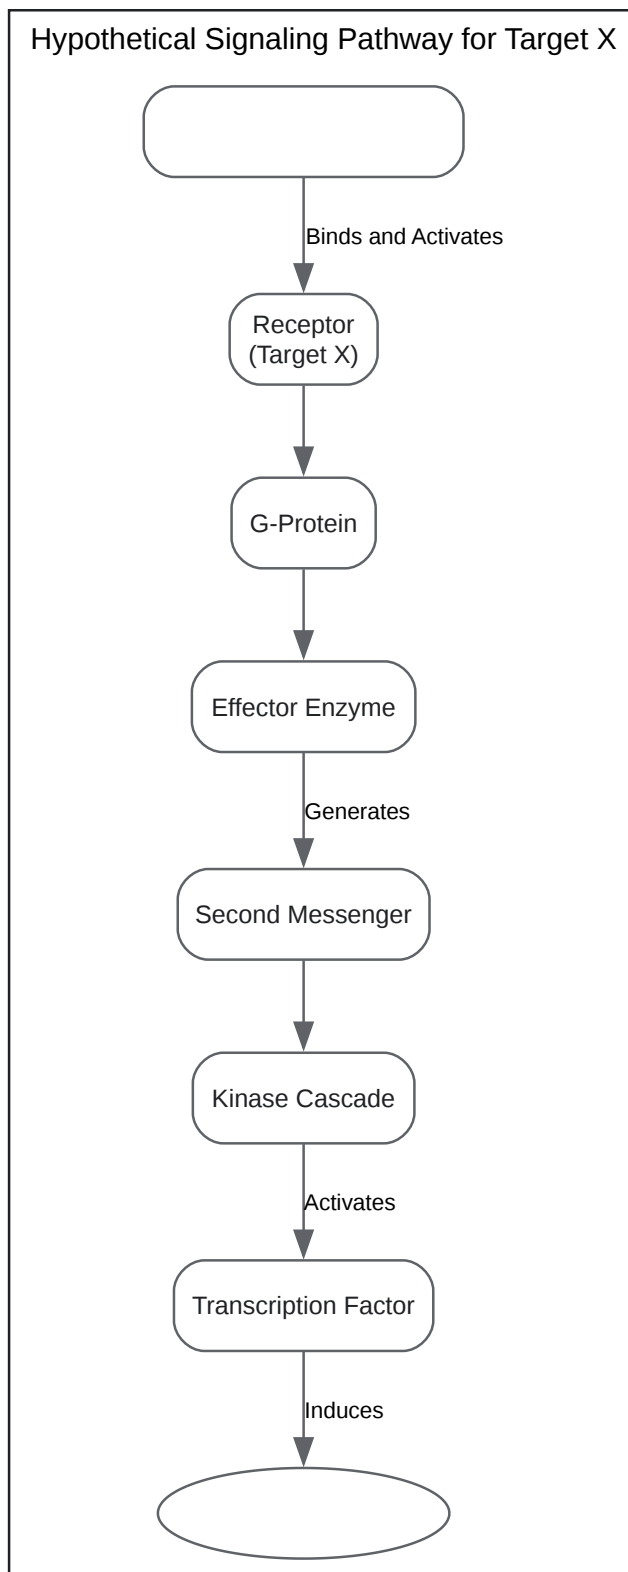 Hypothetical Signaling Pathway for Target X
Binds and Activates
Receptor
(Target X)
G-Protein
Effector Enzyme
Generates
Second Messenger
Kinase Cascade
Activates
Transcription Factor
Induces